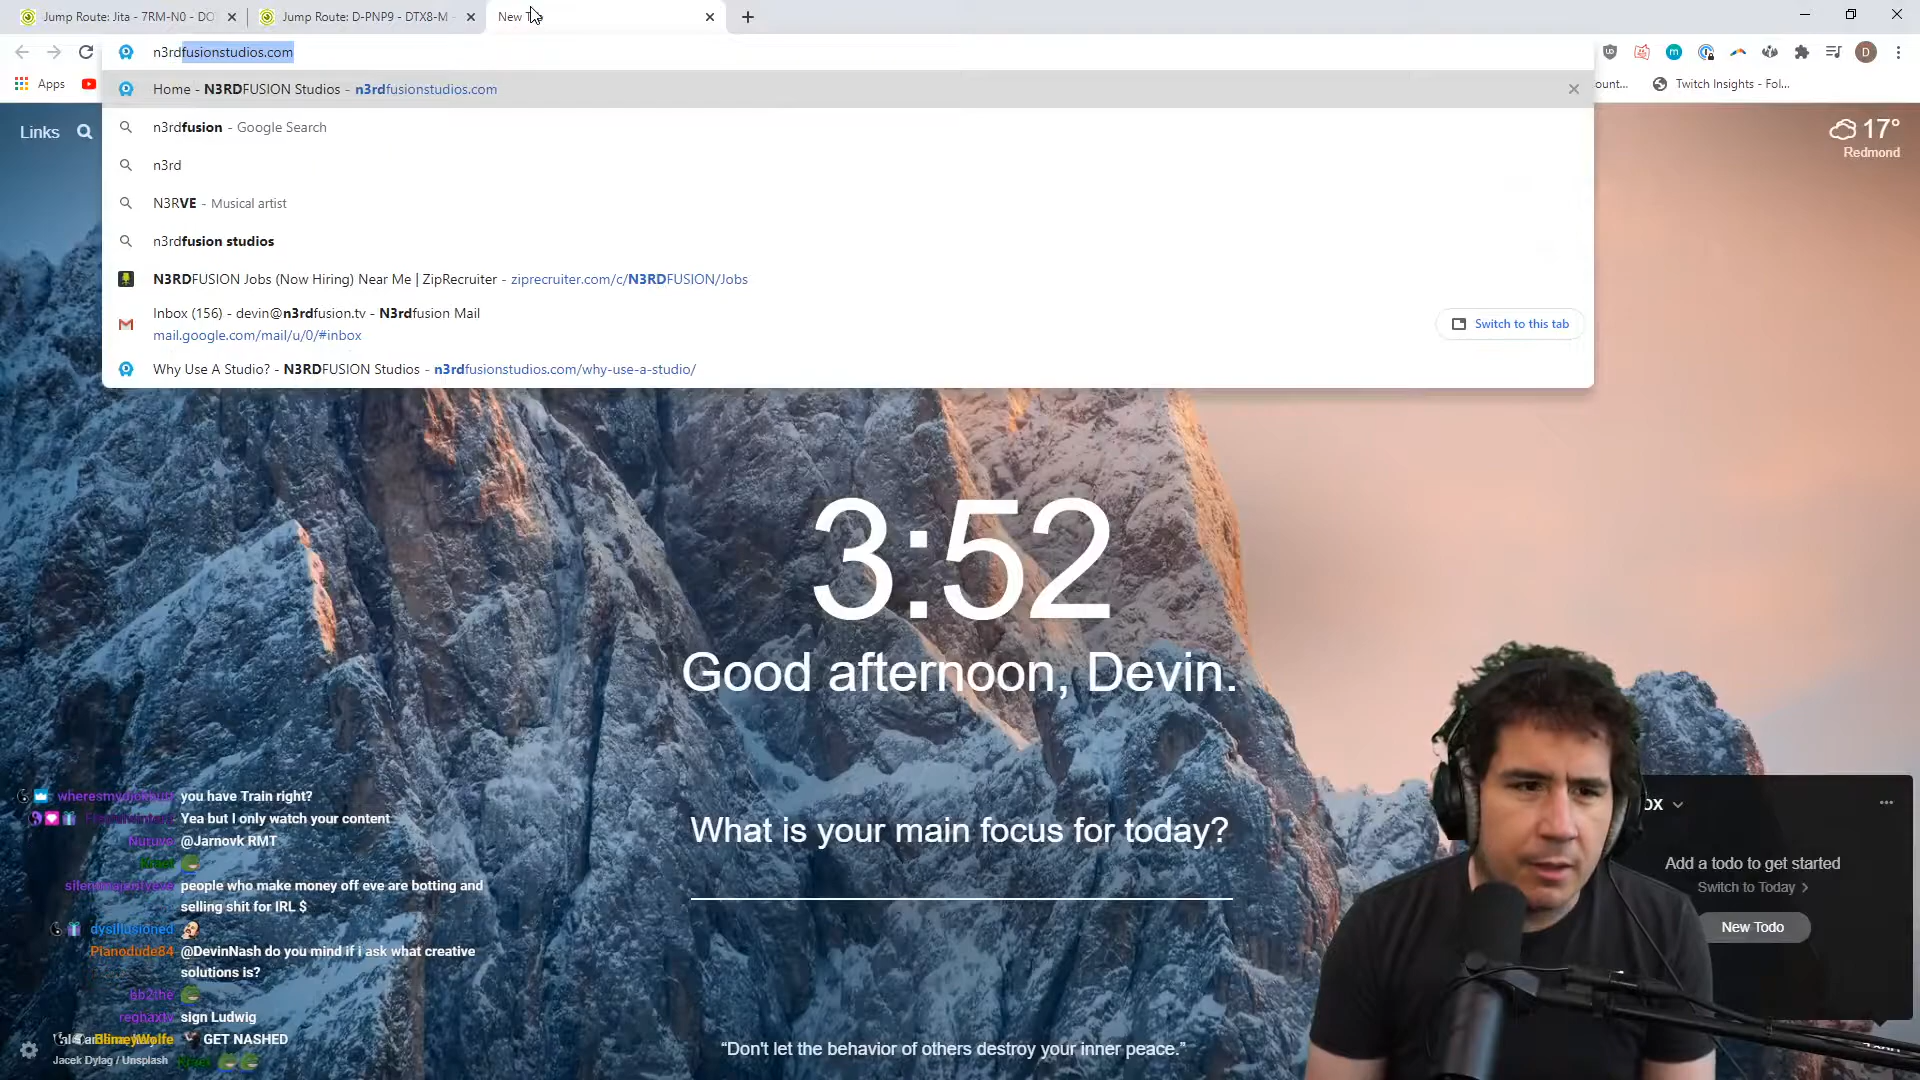 Jump Route: Jita - 7RM-N0 - DO
Jump Route: D-PNP9 - DTX8-M -
New
n3rdfusionstudios.com
Apps
ount...
Twitch Insights - Fol...
Home - N3RDFUSION Studios - n3rdfusionstudios.com
n3rdfusion - Google Search
n3rd
N3RVE - Musical artist
n3rdfusion studios
N3RDFUSION Jobs (Now Hiring) Near Me | ZipRecruiter - ziprecruiter.com/c/N3RDFUSION/Jobs
Inbox (156) - devin@n3rdfusion.tv - N3rdfusion Mail
mail.google.com/mail/u/0/#inbox
Switch to this tab
Why Use A Studio? - N3RDFUSION Studios - n3rdfusionstudios.com/why-use-a-studio/
Links
17°
Redmond
3:52
Good afternoon, Devin.
What is your main focus for today?
you have Train right?
Yea but I only watch your content
@Jarnovk RMT
people who make money off eve are botting and
selling shit for IRL $
dysillusioned
Pianodude84 @DevinNash do you mind if i ask what creative
solutions is?
bb2the
reghaxty sign Ludwig
BlimeyWolfe GET NASHED
Jacek Dylag / Unsplash
OX
Add a todo to get started
Switch to Today >
New Todo
“Don't let the behavior of others destroy your inner peace.”